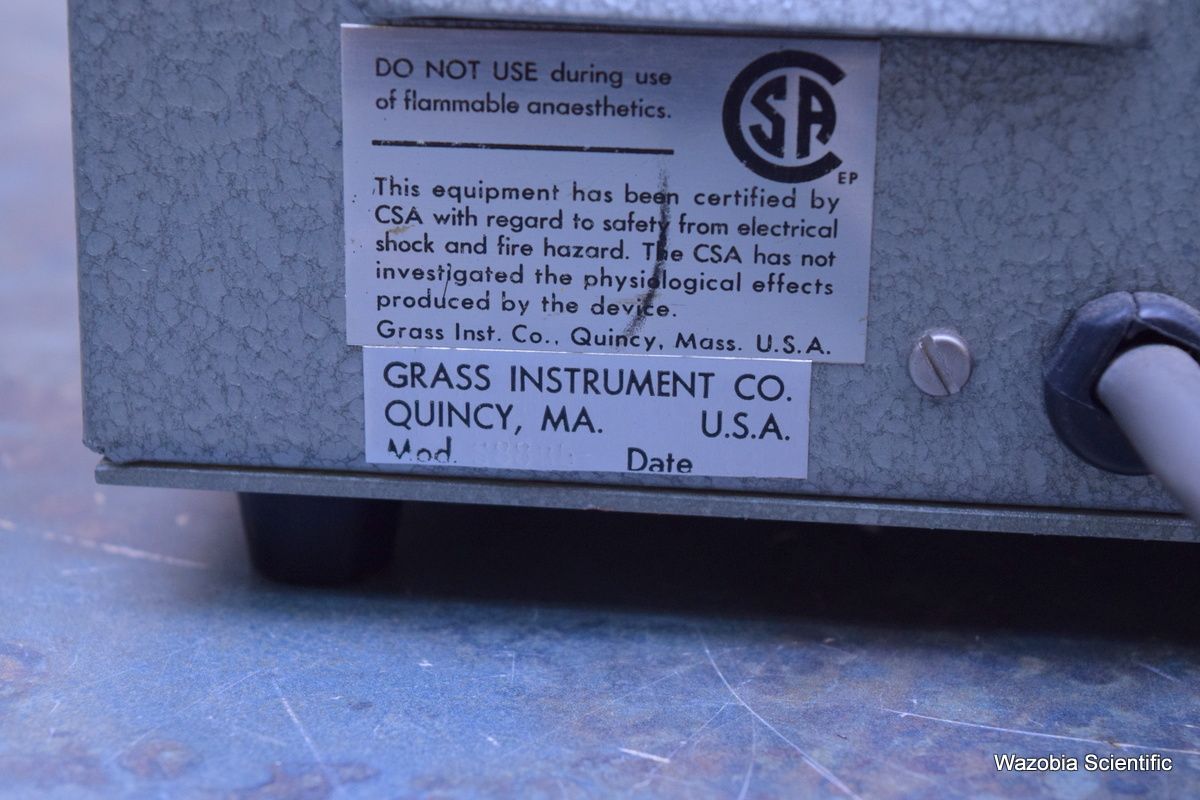 DO NOT USE during use
of flammable anaesthetics.
CSA
EP
This equipment has been certified by
CSA with regard to safety from electrical
shock and fire hazard. The CSA has not
investigated the physiological effects
produced by the device.
Grass Inst. Co., Quincy, Mass. U.S.A.
GRASS INSTRUMENT CO.
QUINCY, MA. U.S.A.
Mod. Date
Wazobia Scientific